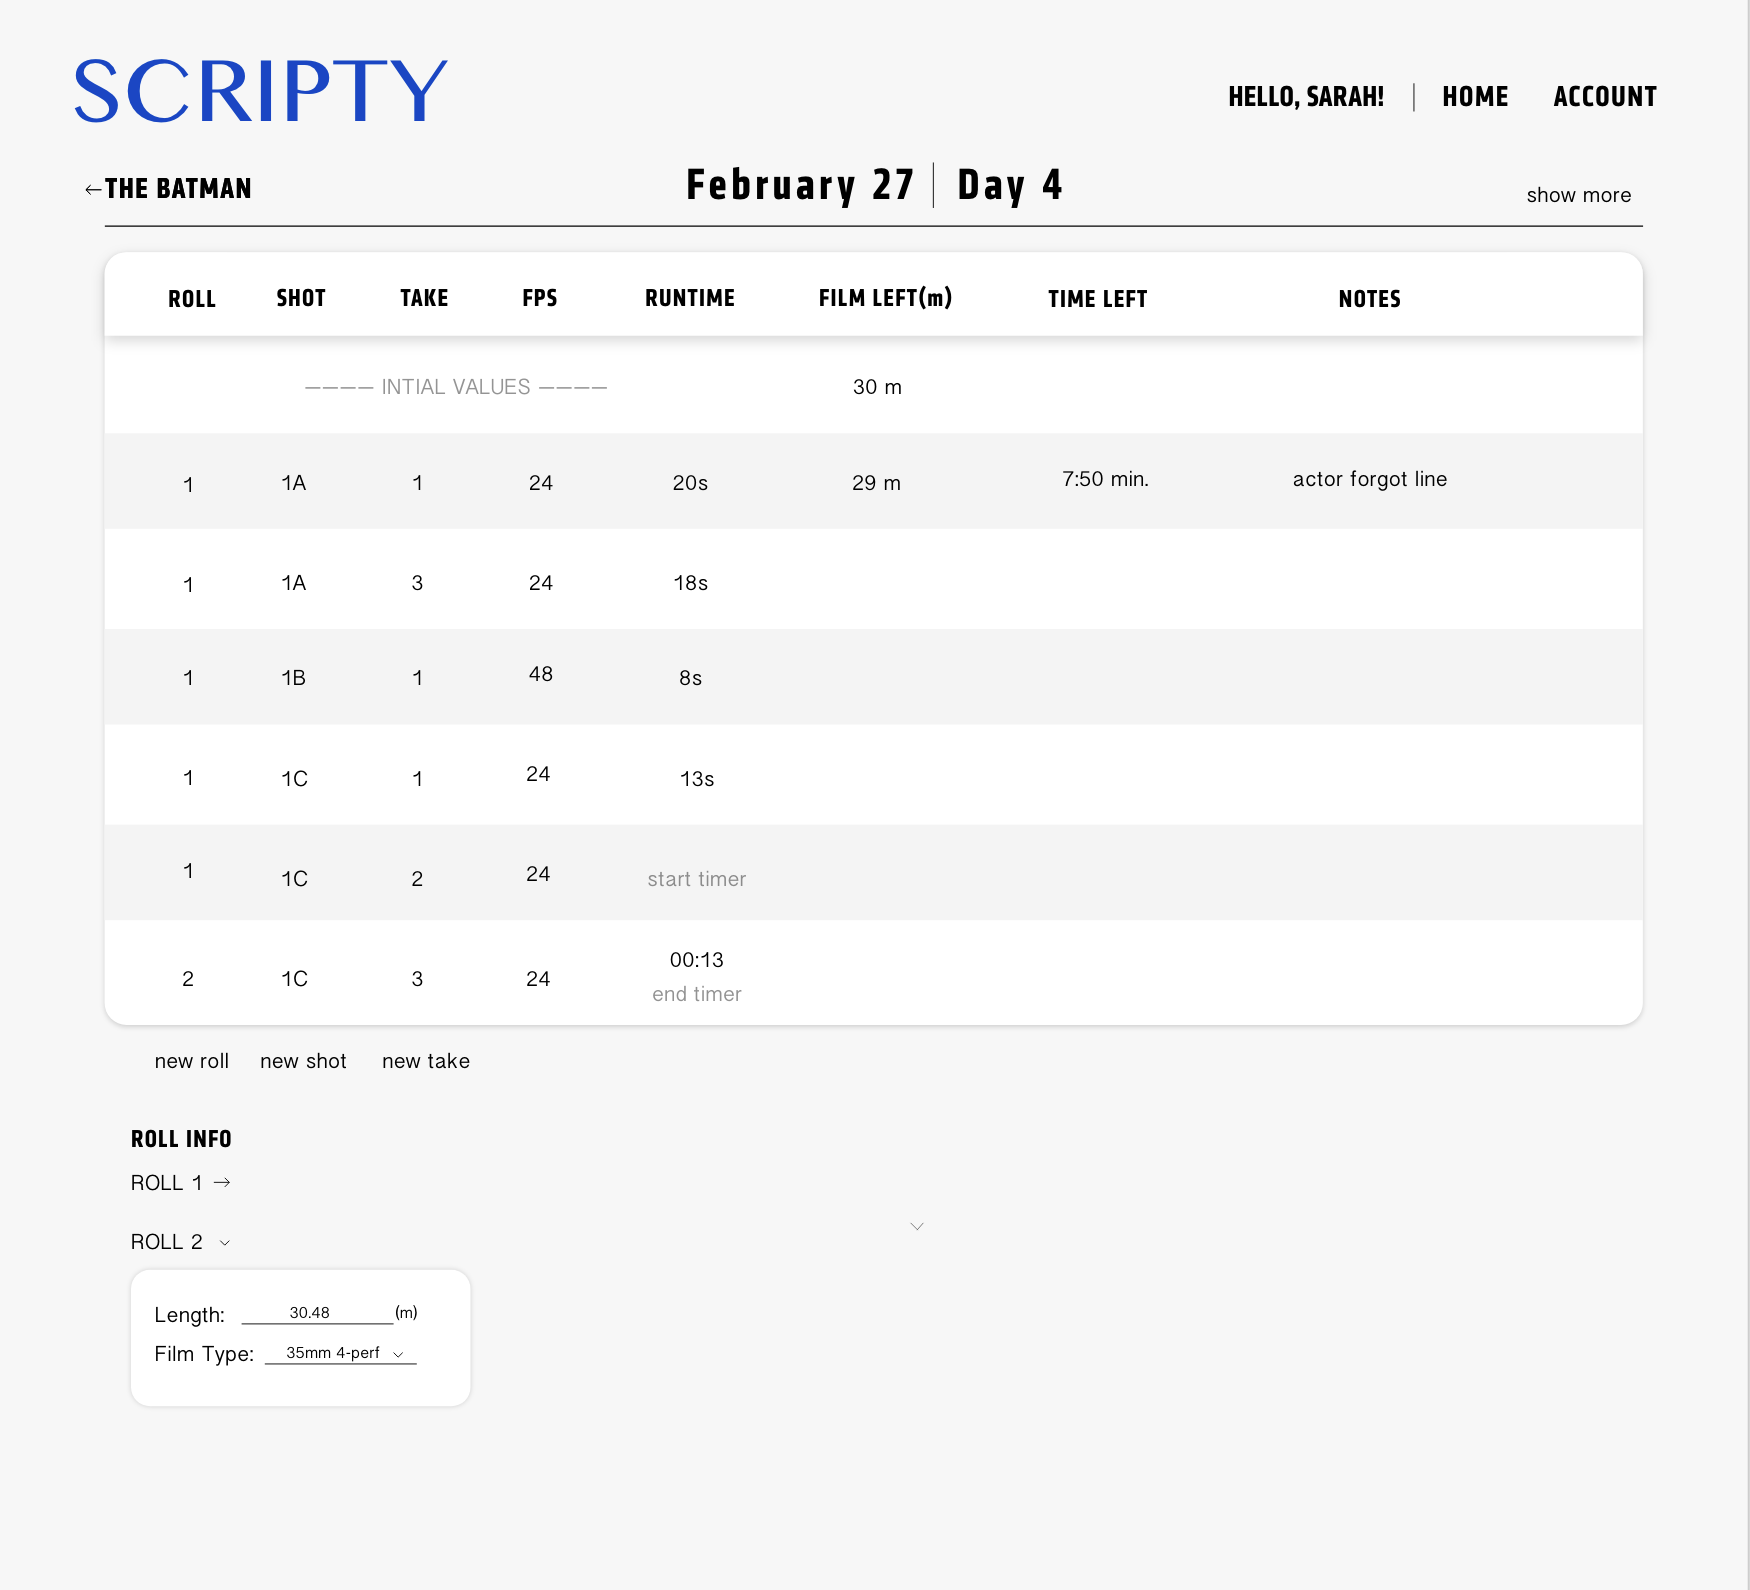 SCRIPTY
HELLO, SARAH! | HOME ACCOUNT
←THE BATMAN
February 27 | Day 4
show more
ROLL SHOT TAKE FPS RUNTIME FILM LEFT(m) TIME LEFT NOTES
———— INTIAL VALUES ———— 30 m
1 1A 1 24 20s 29 m 7:50 min. actor forgot line
1 1A 3 24 18s
1 1B 1 48 8s
1 1C 1 24 13s
1 1C 2 24 start timer
2 1C 3 24 00:13
end timer
new roll new shot new take
ROLL INFO
ROLL 1 →
ROLL 2
Length: 30.48 (m)
Film Type: 35mm 4-perf